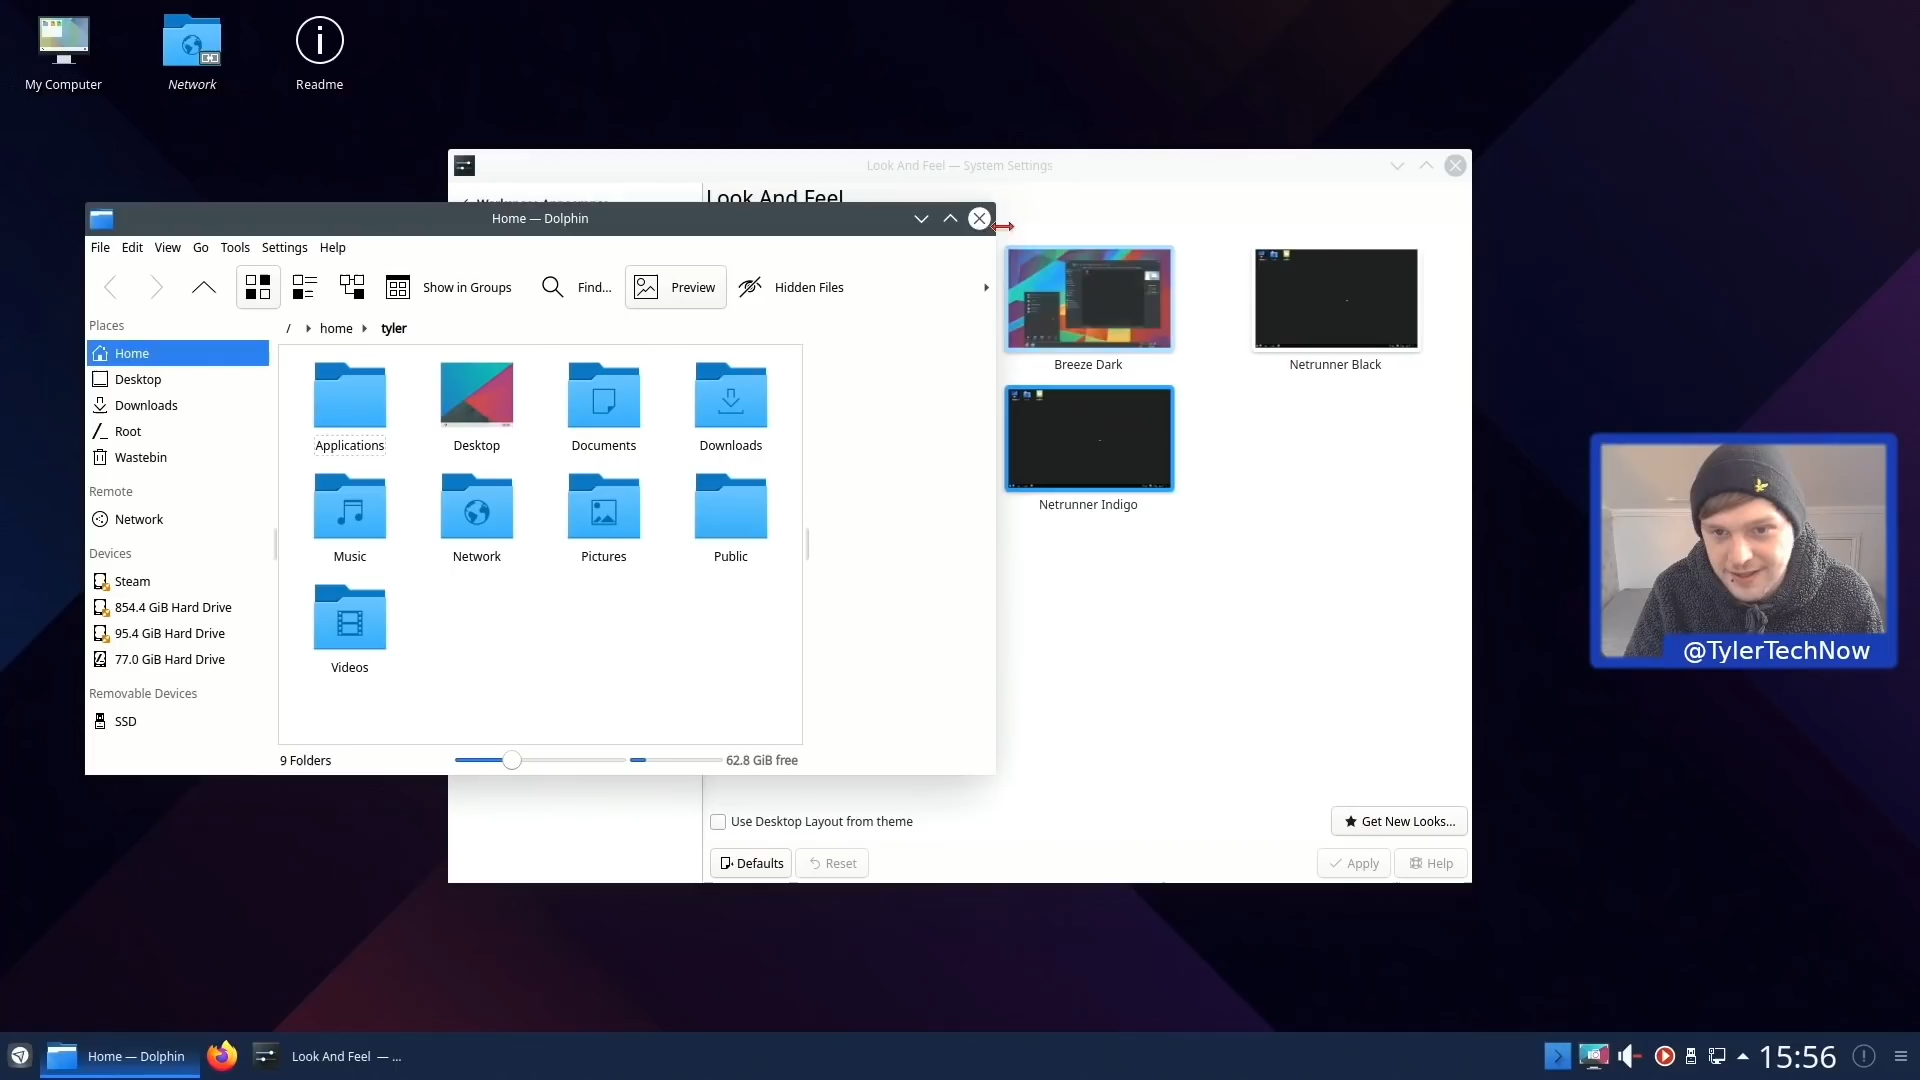 My Computer
Network
Readme
Look And Feel — System Settings
Look And Feel
Home — Dolphin
File Edit View Go Tools Settings Help
Show in Groups Find... Preview Hidden Files
Places
/ home tyler
Home
Desktop
Downloads
Root
Wastebin
Remote
Network
Devices
Steam
854.4 GiB Hard Drive
95.4 GiB Hard Drive
77.0 GiB Hard Drive
Removable Devices
SSD
Applications
Desktop
Documents
Downloads
Music
Network
Pictures
Public
Videos
9 Folders
62.8 GiB free
Breeze Dark
Netrunner Black
Netrunner Indigo
@TylerTechNow
Use Desktop Layout from theme
Get New Looks...
Defaults
Reset
Apply
Help
Home — Dolphin
Look And Feel — ...
15:56